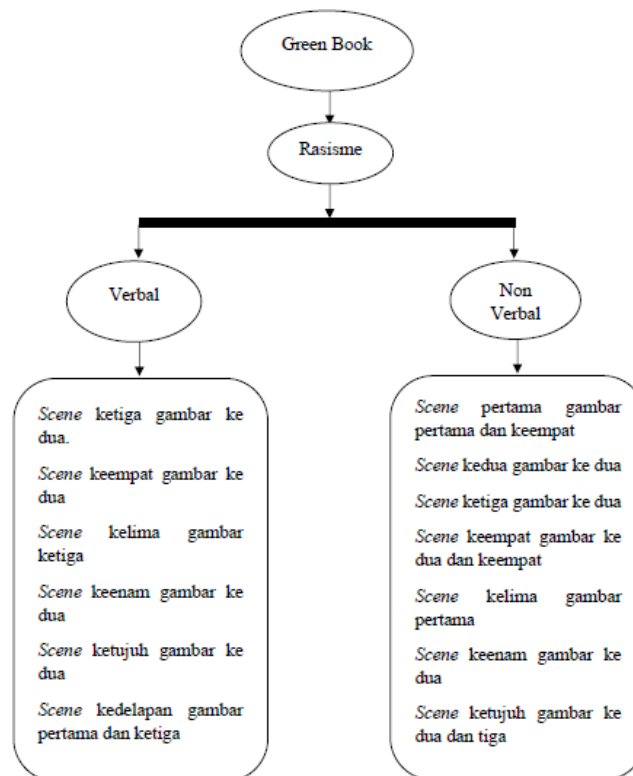 Green Book
Rasisme
Verbal
Non
Verbal
Scene ketiga gambar ke
dua.
Scene keempat gambar ke
dua
Scene kelima gambar
ketiga
Scene keenam gambar ke
dua
Scene ketujuh gambar ke
dua
Scene kedelapan gambar
pertama dan ketiga
Scene pertama gambar
pertama dan keempat
Scene kedua gambar ke dua
Scene ketiga gambar ke dua
Scene keempat gambar ke
dua dan keempat
Scene kelima gambar
pertama
Scene keenam gambar ke
dua
Scene ketujuh gambar ke
dua dan tiga